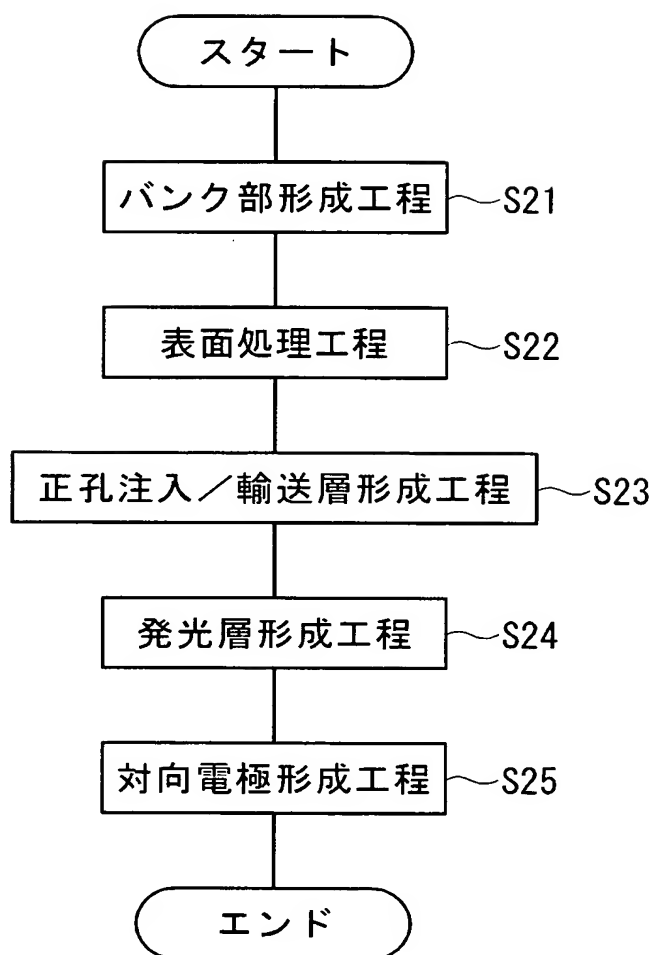 スタート
バンク部形成工程 S21
表面処理工程 S22
正孔注入／輸送層形成工程 S23
発光層形成工程 S24
対向電極形成工程 S25
エンド